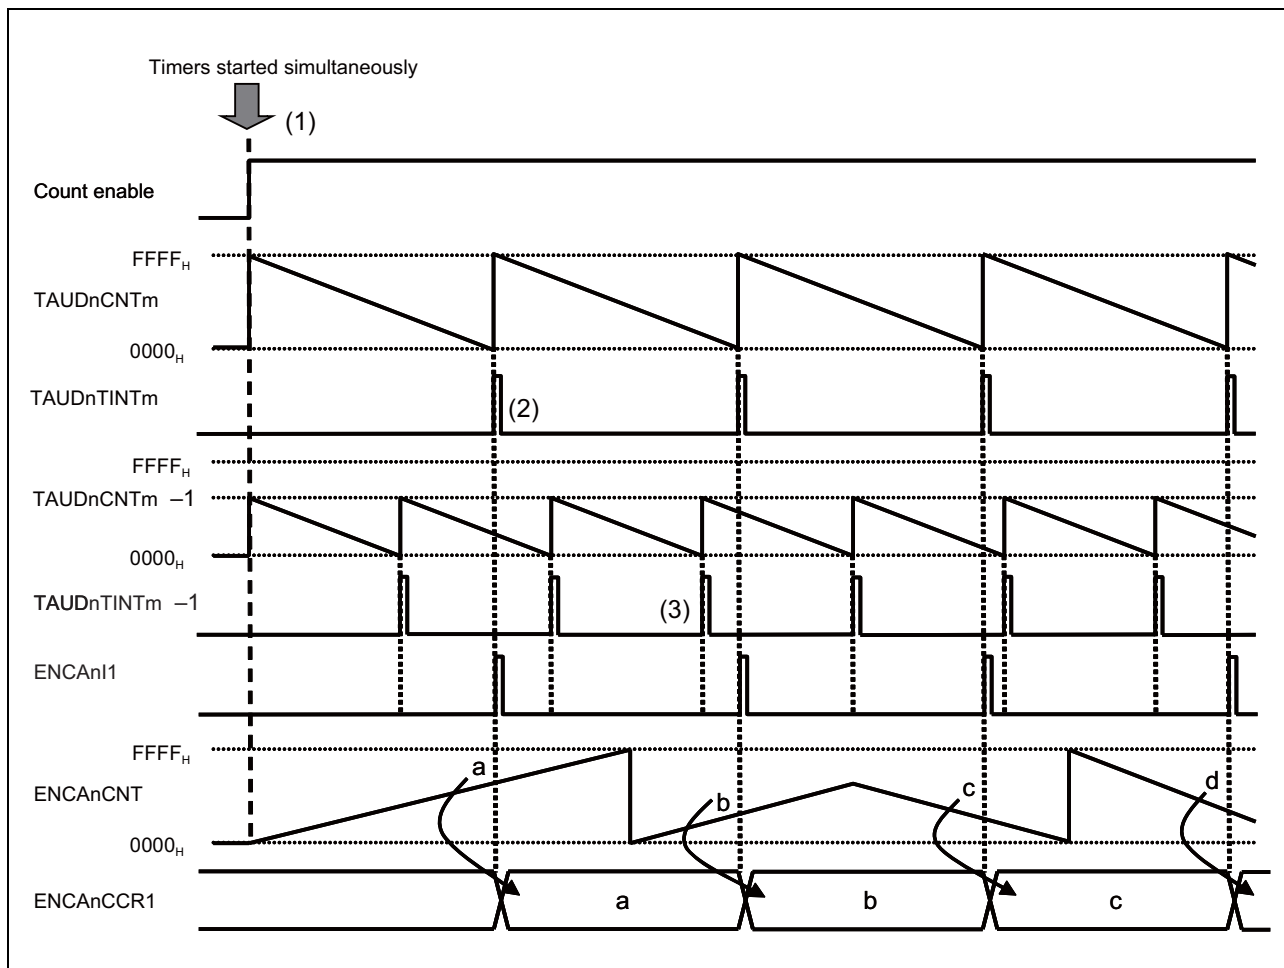 Timers started simultaneously
(1)
Count enable
FFFFH
TAUDnCNTm
0000H
TAUDnTINTm
(2)
FFFFH
TAUDnCNTm –1
0000H
TAUDnTINTm –1
(3)
ENCAnI1
FFFFH
a
ENCAnCNT
b
c
d
0000H
ENCAnCCR1
a
b
c